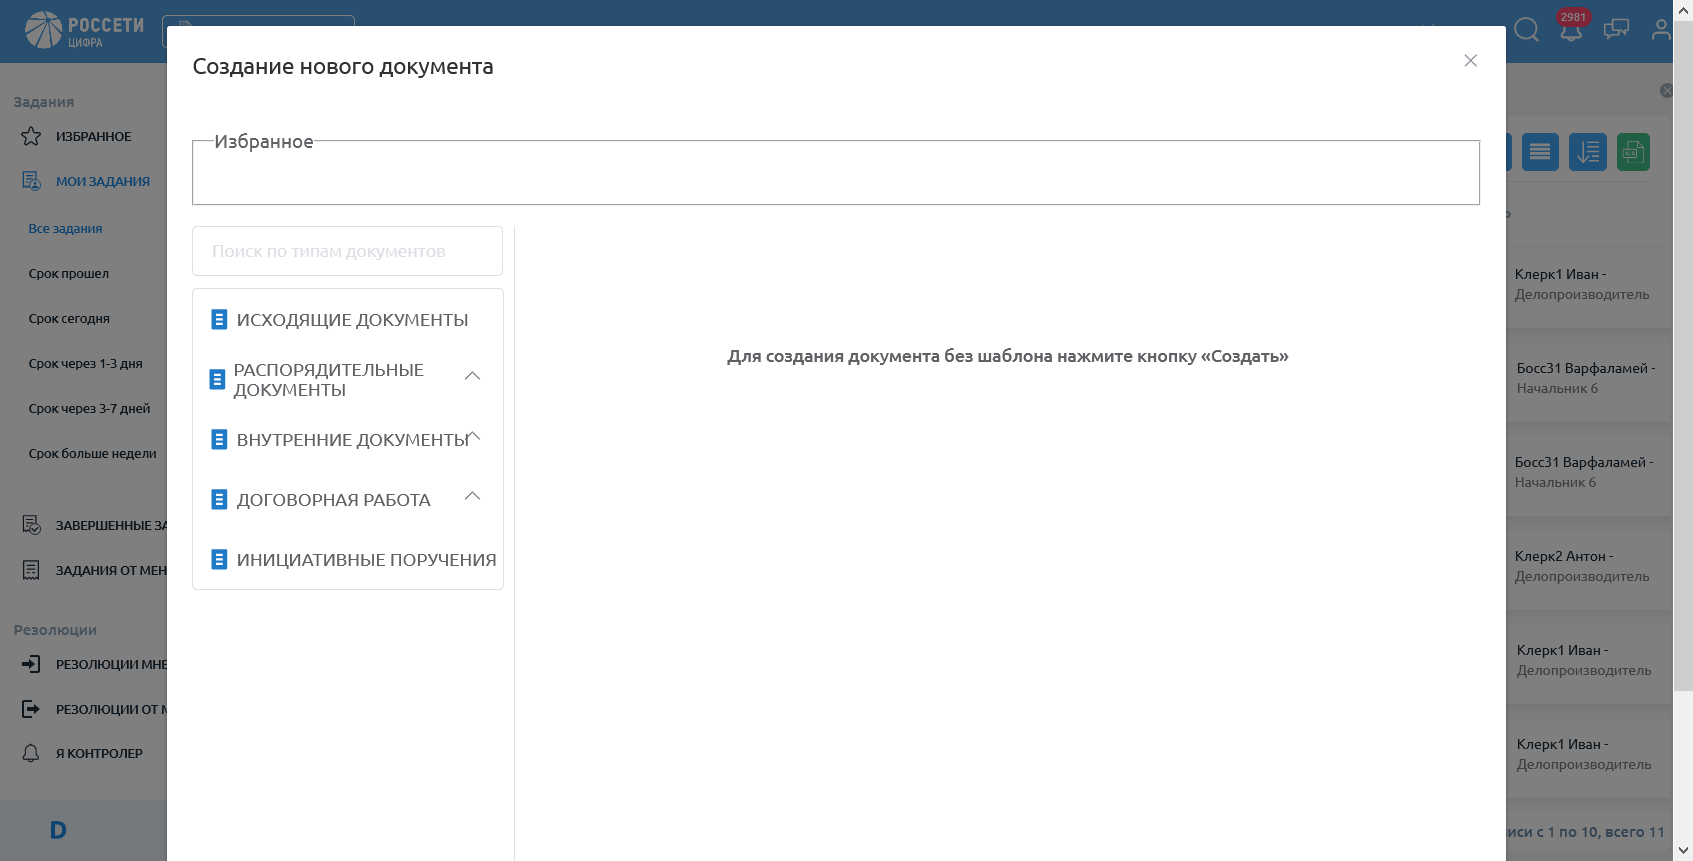 РОССЕТИ
ЦИФРА
2981
Создание нового документа
Задания
ИЗБРАННОЕ
МОИ ЗАДАНИЯ
Все задания
Срок прошел
Срок сегодня
Срок через 1-3 дня
Срок через 3-7 дней
Срок больше недели
ЗАВЕРШЕННЫЕ ЗА
ЗАДАНИЯ ОТ МЕН
Резолюции
РЕЗОЛЮЦИИ МНЕ
РЕЗОЛЮЦИИ ОТ М
Я КОНТРОЛЕР
D
Избранное
Поиск по типам документов
ИСХОДЯЩИЕ ДОКУМЕНТЫ
РАСПОРЯДИТЕЛЬНЫЕ
ДОКУМЕНТЫ
ВНУТРЕННИЕ ДОКУМЕНТЫ
ДОГОВОРНАЯ РАБОТА
ИНИЦИАТИВНЫЕ ПОРУЧЕНИЯ
Для создания документа без шаблона нажмите кнопку «Создать»
Клерк1 Иван -
Делопроизводитель
Босс31 Варфаламей -
Начальник 6
Босс31 Варфаламей -
Начальник 6
Клерк2 Антон -
Делопроизводитель
Клерк1 Иван -
Делопроизводитель
Клерк1 Иван -
Делопроизводитель
иси с 1 по 10, всего 11